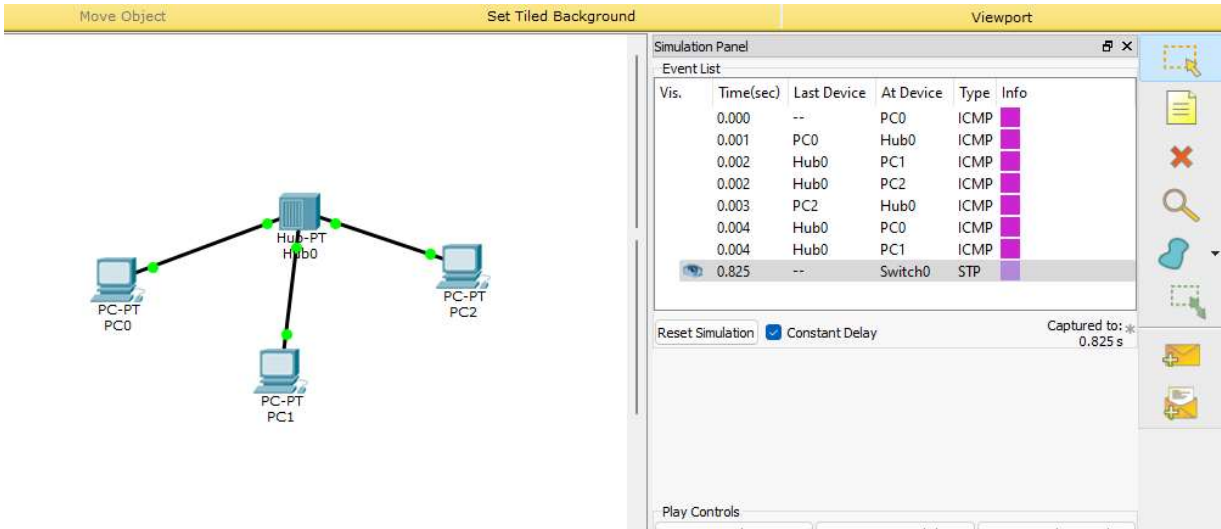 Move Object Set Tiled Background Viewport
Simulation Panel
Event List
Vis. Time(sec) Last Device At Device Type Info
0.000 -- PC0 ICMP
0.001 PC0 Hub0 ICMP
0.002 Hub0 PC1 ICMP
0.002 Hub0 PC2 ICMP
0.003 PC2 Hub0 ICMP
0.004 Hub0 PC0 ICMP
0.004 Hub0 PC1 ICMP
0.825 -- Switch0 STP
Reset Simulation Constant Delay Captured to: *
0.825 s
Play Controls
Hub-PT
Hub0
PC-PT
PC0
PC-PT
PC2
PC-PT
PC1